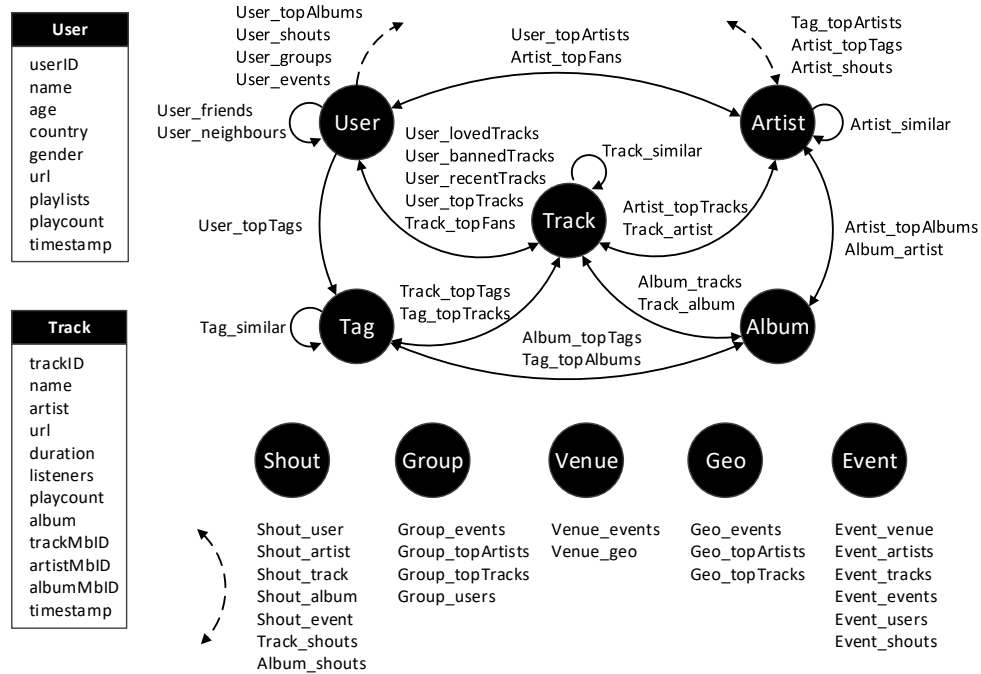 User
userID
name
age
country
gender
url
playlists
playcount
timestamp
Track
trackID
name
artist
url
duration
listeners
playcount
album
trackMbID
artistMbID
albumMbID
timestamp
User_topAlbums
User_shouts
User_groups
User_events
User_topArtists
Artist_topFans
Tag_topArtists
Artist_topTags
Artist_shouts
User_friends
User_neighbours
User
Artist
Artist_similar
User_lovedTracks
User_bannedTracks
User_recentTracks
User_topTracks
Track_topFans
Track_similar
Track
Artist_topTracks
Track_artist
User_topTags
Artist_topAlbums
Album_artist
Track_topTags
Tag_topTracks
Album_tracks
Track_album
Tag_similar
Tag
Album
Album_topTags
Tag_topAlbums
Shout
Shout_user
Shout_artist
Shout_track
Shout_album
Shout_event
Track_shouts
Album_shouts
Group
Group_events
Group_topArtists
Group_topTracks
Group_users
Venue
Venue_events
Venue_geo
Geo
Geo_events
Geo_topArtists
Geo_topTracks
Event
Event_venue
Event_artists
Event_tracks
Event_events
Event_users
Event_shouts